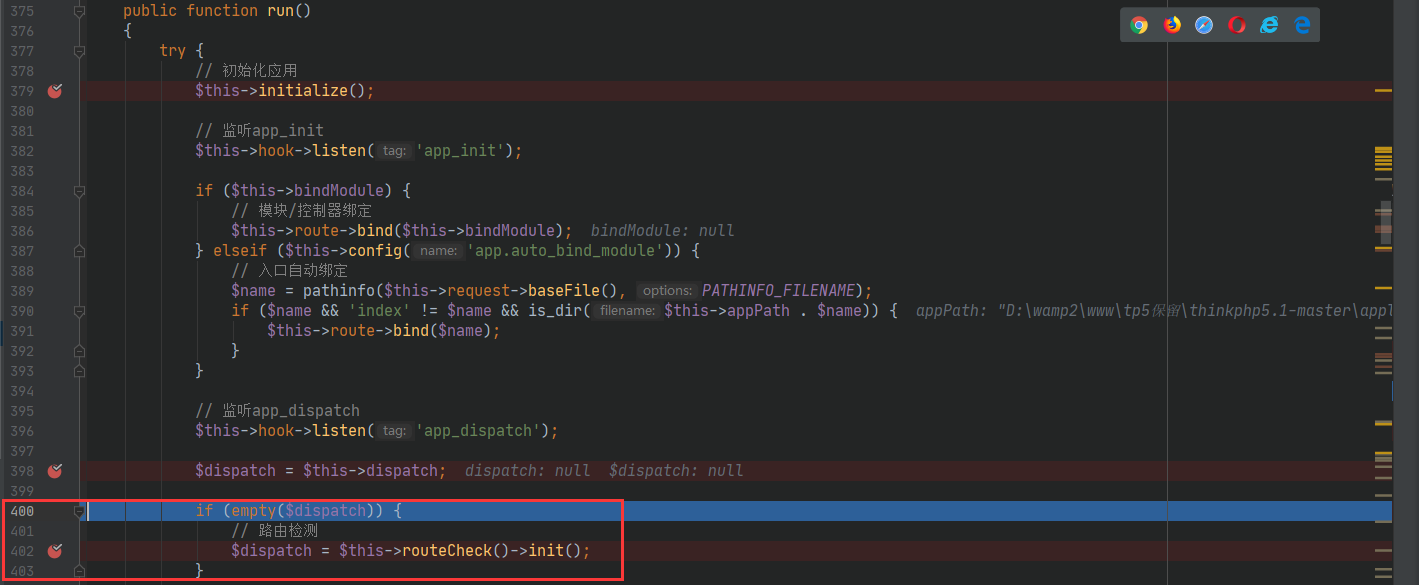 375 public function run()
376 {
377 try {
378 // 初始化应用
379 $this->initialize();
380
381 // 监听app_init
382 $this->hook->listen( tag: 'app_init');
383
384 if ($this->bindModule) {
385 // 模块/控制器绑定
386 $this->route->bind($this->bindModule); bindModule: null
387 } elseif ($this->config( name: 'app.auto_bind_module')) {
388 // 入口自动绑定
389 $name = pathinfo($this->request->baseFile(), options: PATHINFO_FILENAME);
390 if ($name && 'index' != $name && is_dir( filename: $this->appPath . $name)) { appPath: "D:\wamp2\www\tp5保留\thinkphp5.1-master\appl
391 $this->route->bind($name);
392 }
393 }
394
395 // 监听app_dispatch
396 $this->hook->listen( tag: 'app_dispatch');
397
398 $dispatch = $this->dispatch; dispatch: null $dispatch: null
399
400 if (empty($dispatch)) {
401 // 路由检测
402 $dispatch = $this->routeCheck()->init();
403 }